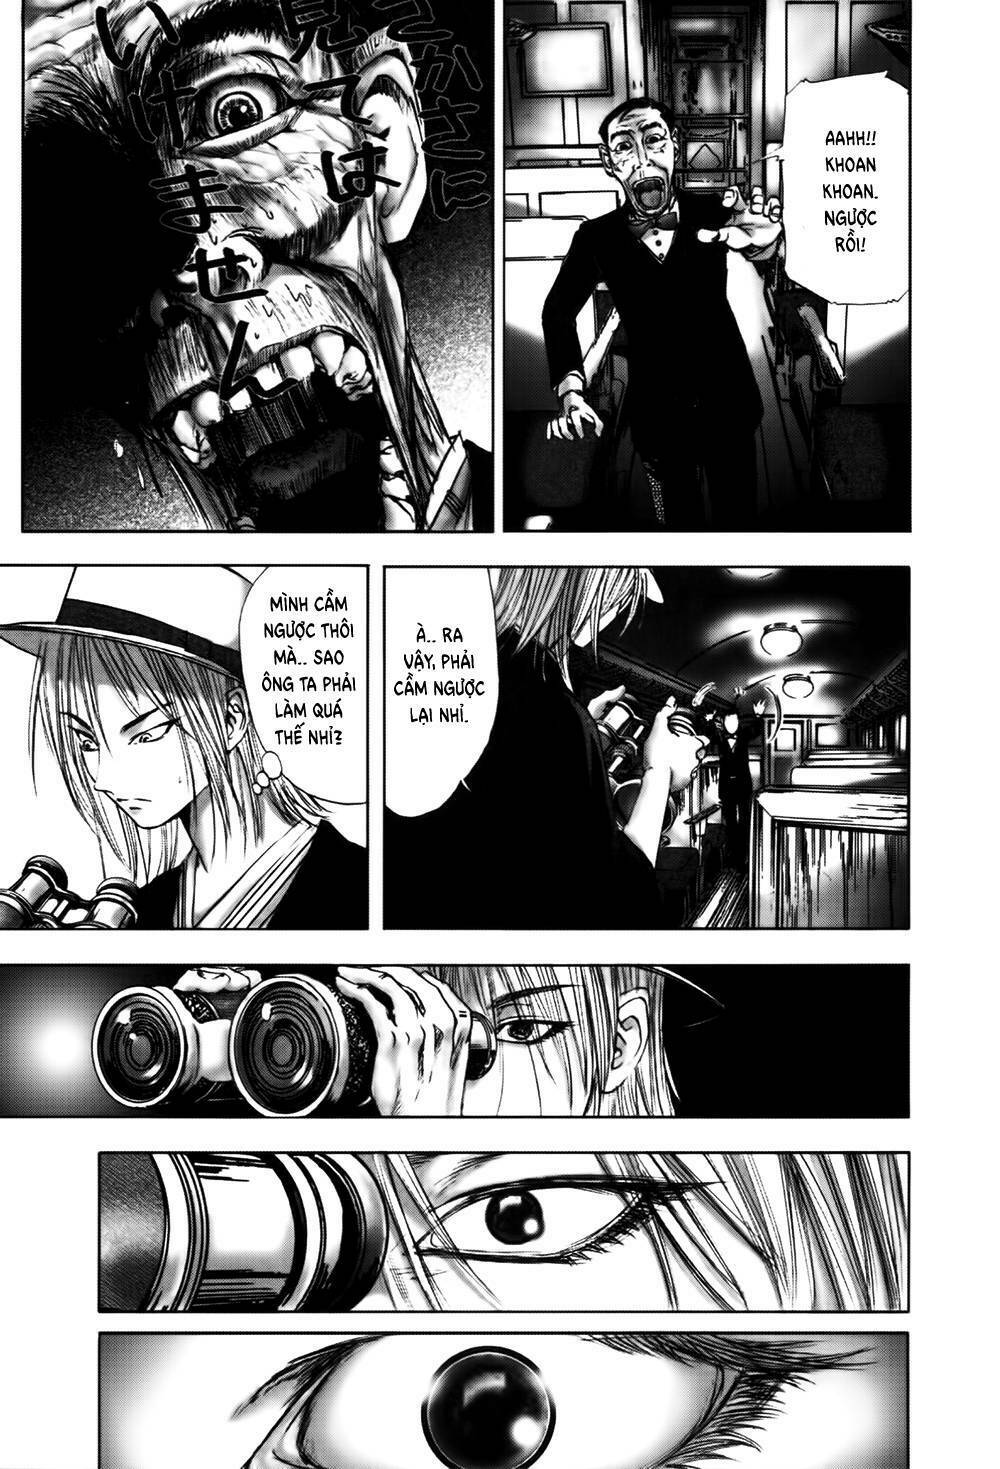 AAHH!!
KHOAN
KHOAN.
NGƯỢC
RỒI!
さかさに
見ては
いけません
À.. RA
VẬY, PHẢI
CẦM NGƯỢC
LẠI NHỈ.
MÌNH CẦM
NGƯỢC THÔI
MÀ.. SAO
ÔNG TA PHẢI
LÀM QUÁ
THẾ NHỈ?